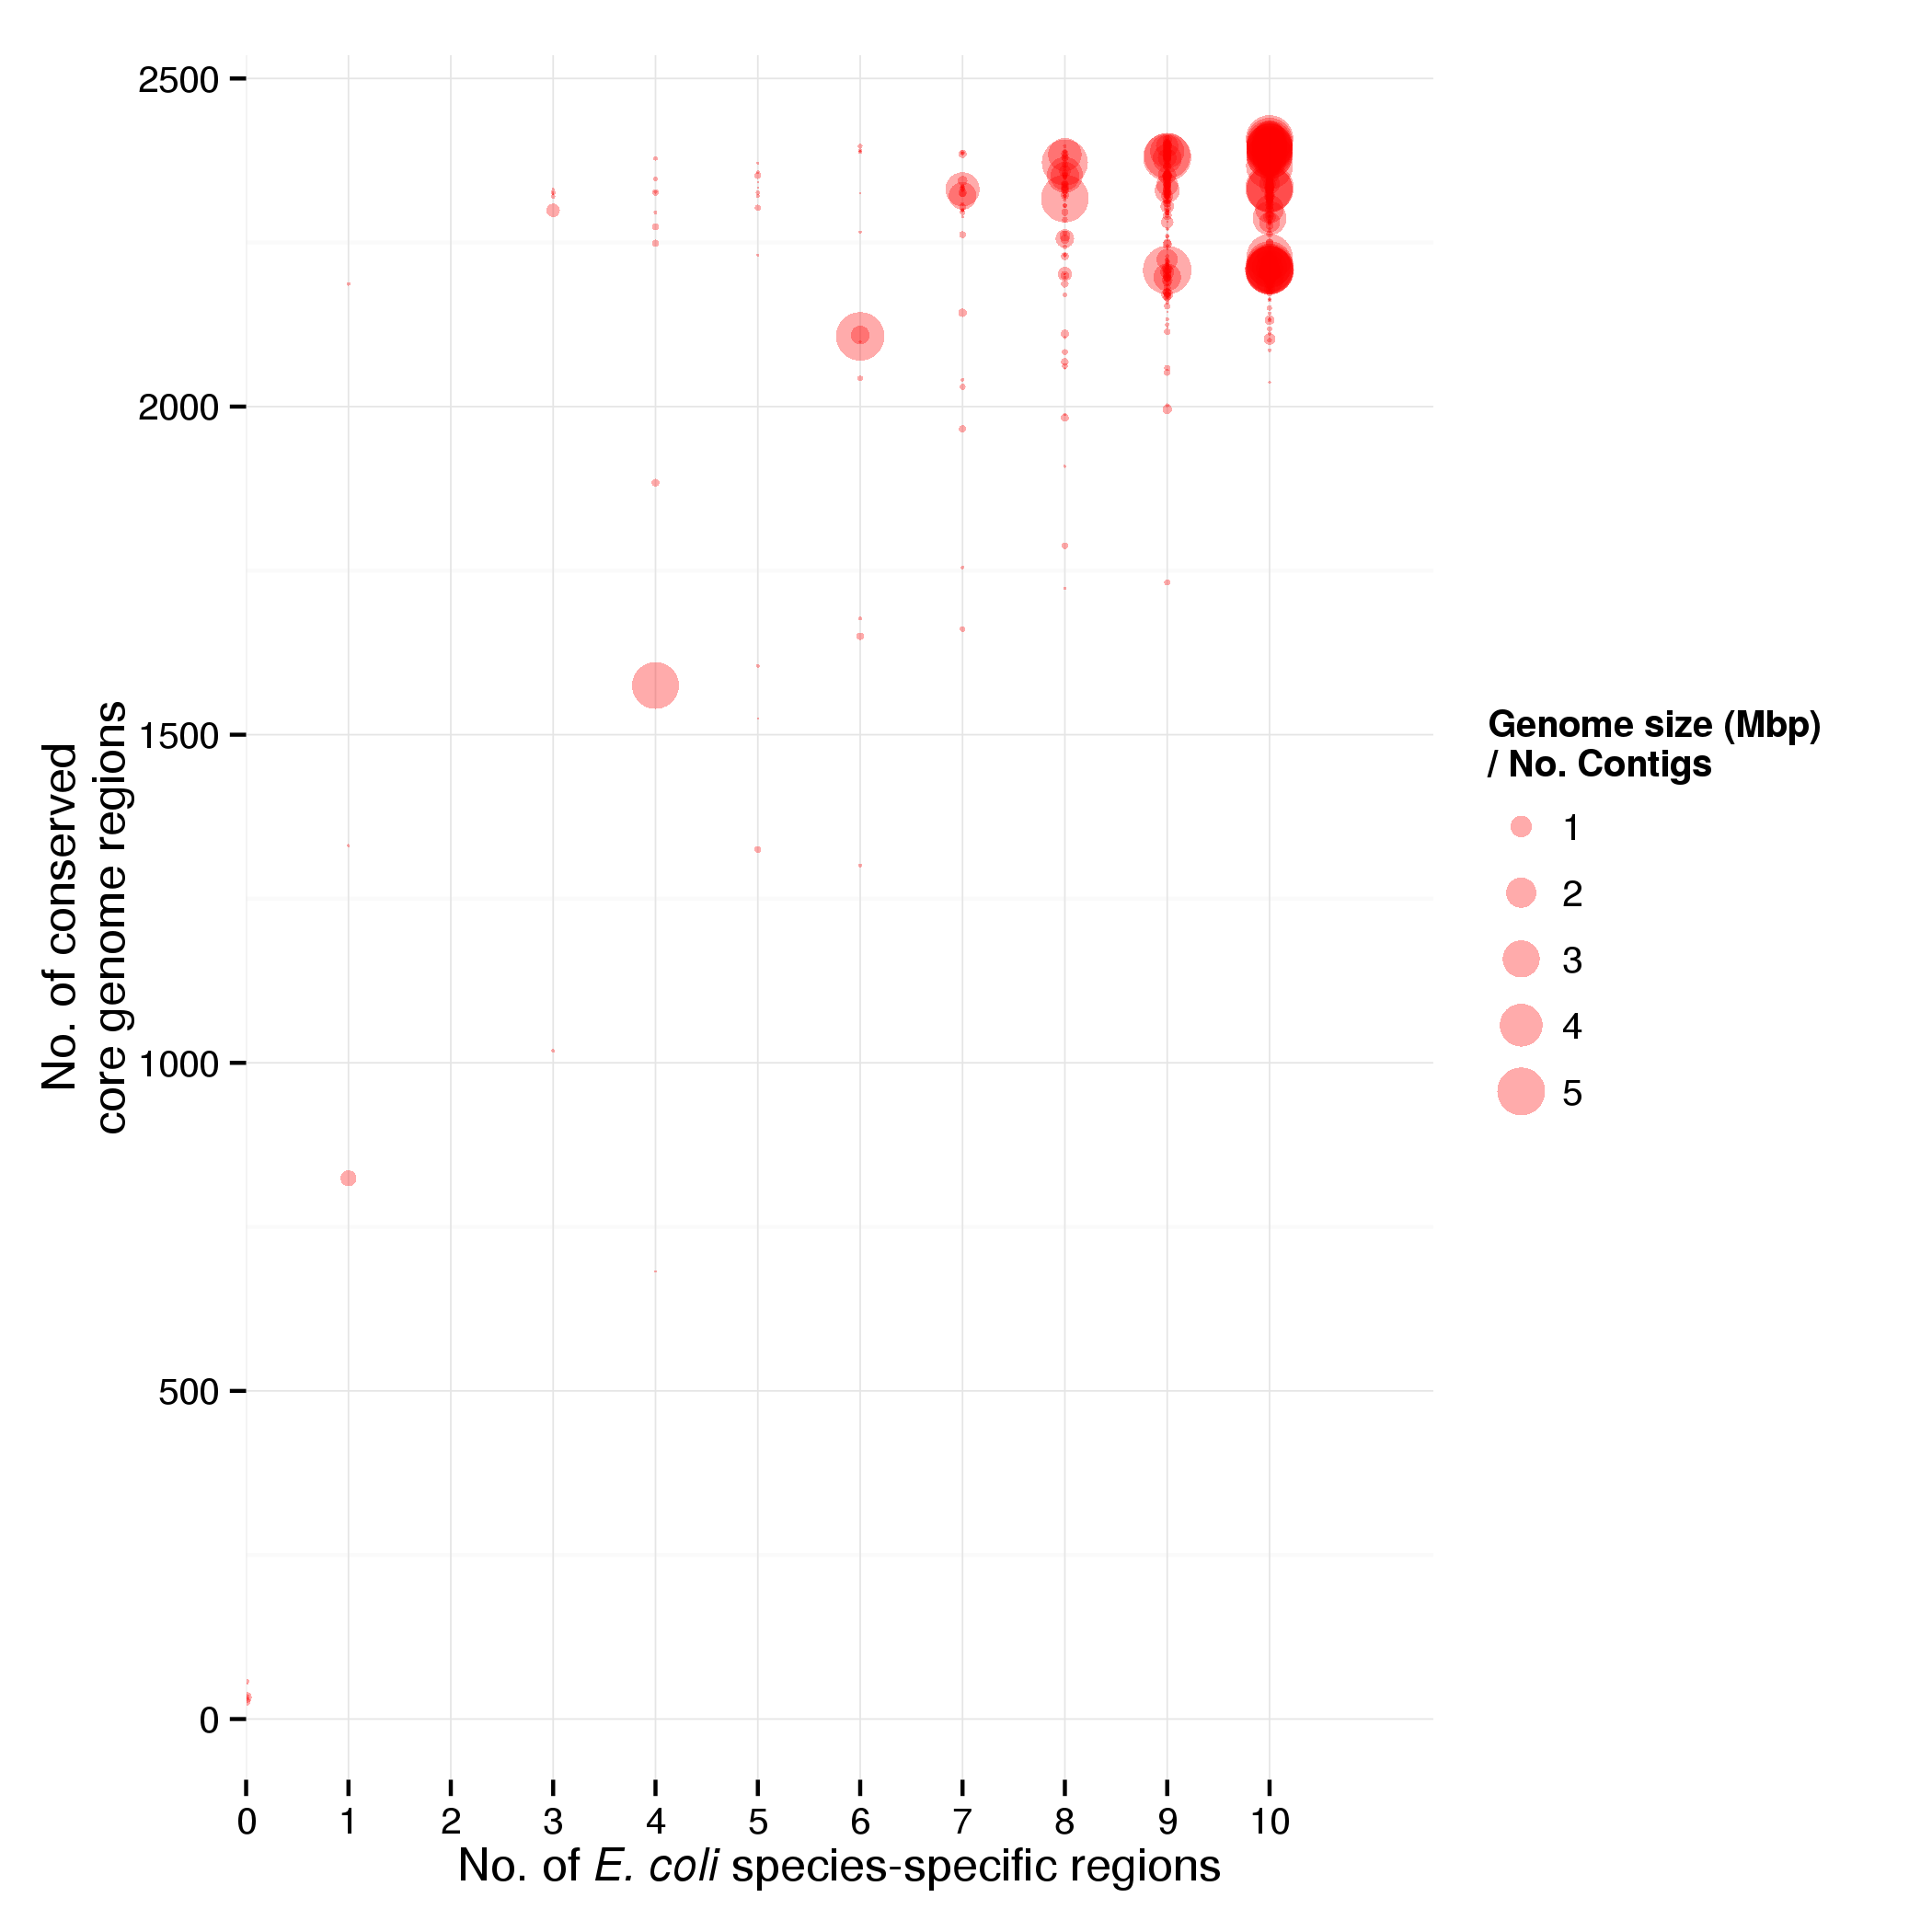 2500
2000
1500
1000
500
0
No. of conserved
core genome regions
0 1 2 3 4 5 6 7 8 9 10
No. of E. coli species-specific regions
Genome size (Mbp)
/ No. Contigs
1
2
3
4
5